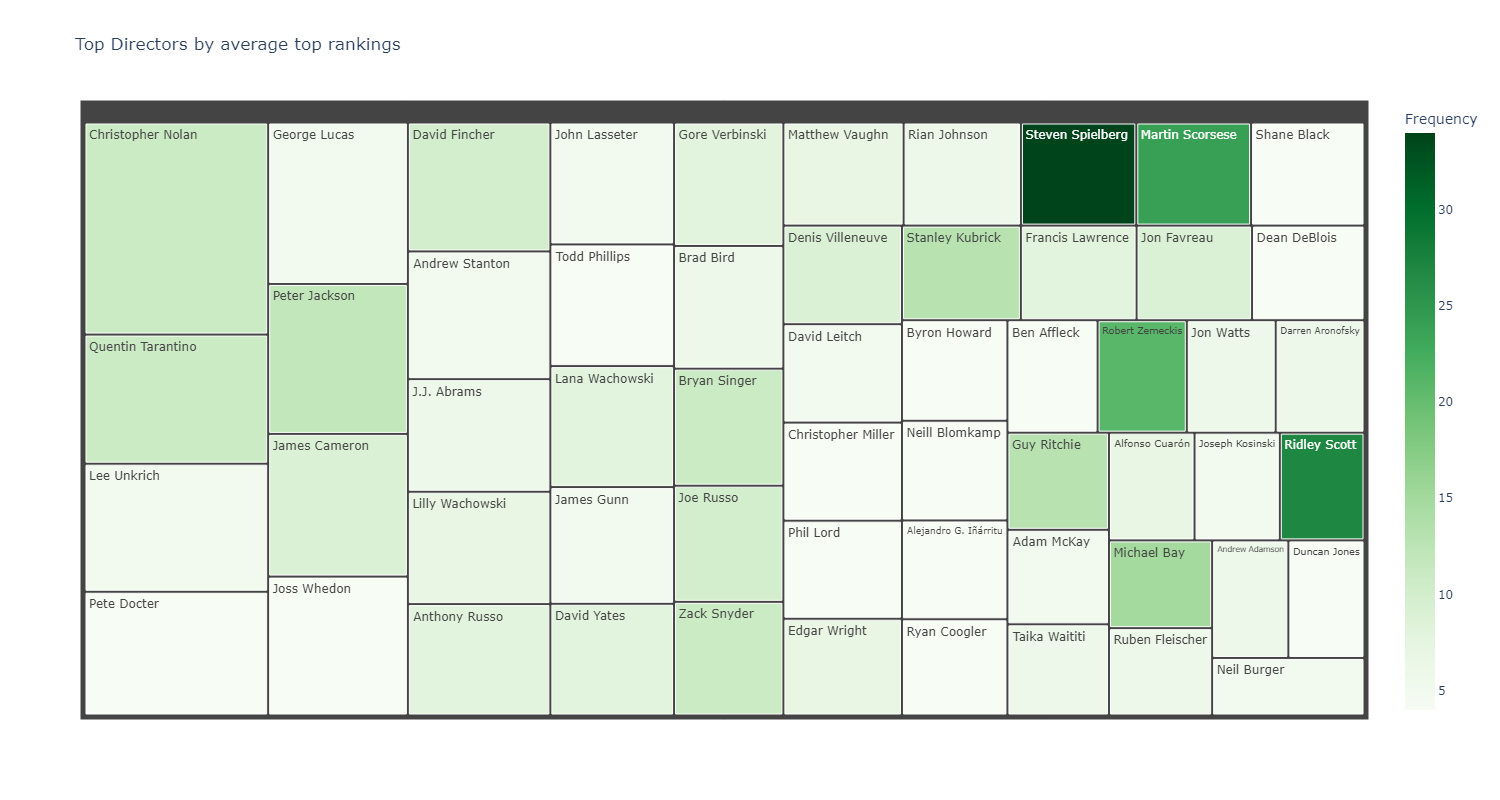 Top Directors by average top rankings
Christopher Nolan
Quentin Tarantino
Lee Unkrich
Pete Docter
George Lucas
Peter Jackson
James Cameron
Joss Whedon
David Fincher
Andrew Stanton
J.J. Abrams
Lilly Wachowski
Anthony Russo
John Lasseter
Todd Phillips
Lana Wachowski
James Gunn
David Yates
Gore Verbinski
Brad Bird
Bryan Singer
Joe Russo
Zack Snyder
Matthew Vaughn
Denis Villeneuve
David Leitch
Christopher Miller
Phil Lord
Edgar Wright
Rian Johnson
Stanley Kubrick
Byron Howard
Neill Blomkamp
Alejandro G. Iñárritu
Ryan Coogler
Steven Spielberg
Martin Scorsese
Shane Black
Francis Lawrence
Jon Favreau
Dean DeBlois
Ben Affleck
Robert Zemeckis
Jon Watts
Darren Aronofsky
Guy Ritchie
Adam McKay
Taika Waititi
Alfonso Cuarón
Joseph Kosinski
Ridley Scott
Michael Bay
Ruben Fleischer
Andrew Adamson
Duncan Jones
Neil Burger
Frequency
30
25
20
15
10
5